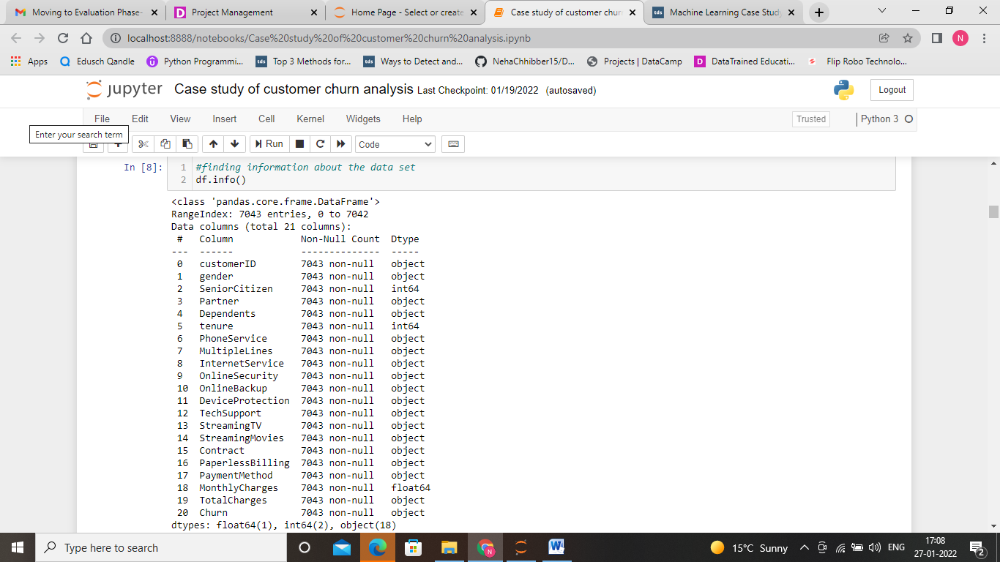 Moving to Evaluation Phase-
Project Management
Home Page - Select or create
Case study of customer churn
Machine Learning Case Study
localhost:8888/notebooks/Case%20study%20of%20customer%20churn%20analysis.ipynb
N
Apps
Edusch Qandle
Python Programmi...
tds
Top 3 Methods for...
tds
Ways to Detect and...
NehaChhibber15/D...
Projects | DataCamp
DataTrained Educati...
Flip Robo Technolo...
jupyter
Case study of customer churn analysis Last Checkpoint: 01/19/2022 (autosaved)
Logout
File Edit View Insert Cell Kernel Widgets Help
Trusted
Python 3
Enter your search term
Run
Code
In [8]:
1 #finding information about the data set
2 df.info()
<class 'pandas.core.frame.DataFrame'>
RangeIndex: 7043 entries, 0 to 7042
Data columns (total 21 columns):
# Column Non-Null Count Dtype
--- ------ -------------- -----
0 customerID 7043 non-null object
1 gender 7043 non-null object
2 SeniorCitizen 7043 non-null int64
3 Partner 7043 non-null object
4 Dependents 7043 non-null object
5 tenure 7043 non-null int64
6 PhoneService 7043 non-null object
7 MultipleLines 7043 non-null object
8 InternetService 7043 non-null object
9 OnlineSecurity 7043 non-null object
10 OnlineBackup 7043 non-null object
11 DeviceProtection 7043 non-null object
12 TechSupport 7043 non-null object
13 StreamingTV 7043 non-null object
14 StreamingMovies 7043 non-null object
15 Contract 7043 non-null object
16 PaperlessBilling 7043 non-null object
17 PaymentMethod 7043 non-null object
18 MonthlyCharges 7043 non-null float64
19 TotalCharges 7043 non-null object
20 Churn 7043 non-null object
dtypes: float64(1), int64(2), object(18)
Type here to search
15°C Sunny
ENG
17:08
27-01-2022
2